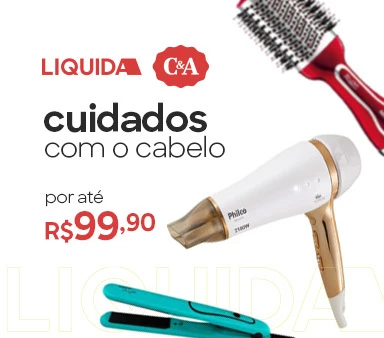 LIQUIDA C&A
cuidados
com o cabelo
por até
R$99,90
Philco
2100W
LIQUIDA